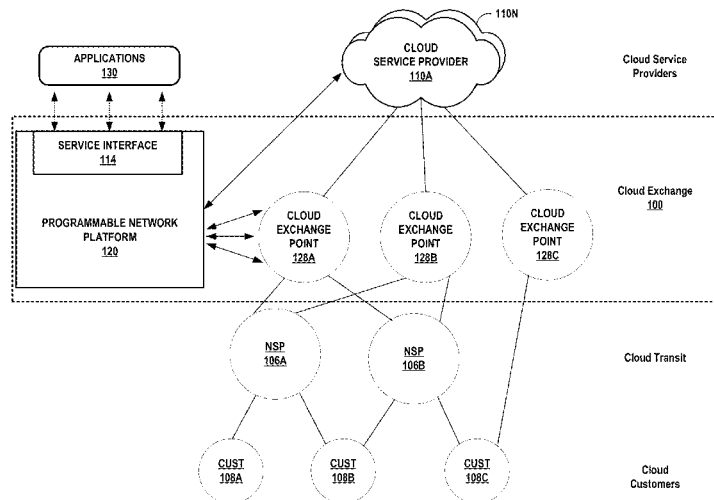 110N
APPLICATIONS
130
CLOUD
SERVICE PROVIDER
110A
Cloud Service
Providers
SERVICE INTERFACE
114
PROGRAMMABLE NETWORK
PLATFORM
120
CLOUD
EXCHANGE
POINT
128A
CLOUD
EXCHANGE
POINT
128B
CLOUD
EXCHANGE
POINT
128C
Cloud Exchange
100
NSP
106A
NSP
106B
Cloud Transit
CUST
108A
CUST
108B
CUST
108C
Cloud
Customers